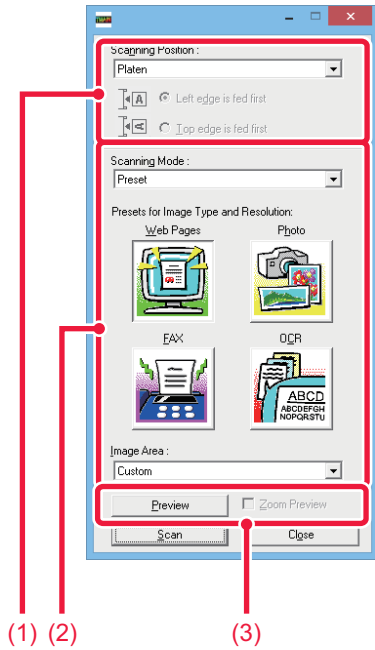 Scanning Position :
Platen
A Left edge is fed first
A Top edge is fed first
Scanning Mode :
Preset
Presets for Image Type and Resolution:
Web Pages Photo
FAX OCR
ABCD
ABCDEFGH
NOPQRSTU
Image Area :
Custom
Preview Zoom Preview
Scan Close
(1) (2) (3)